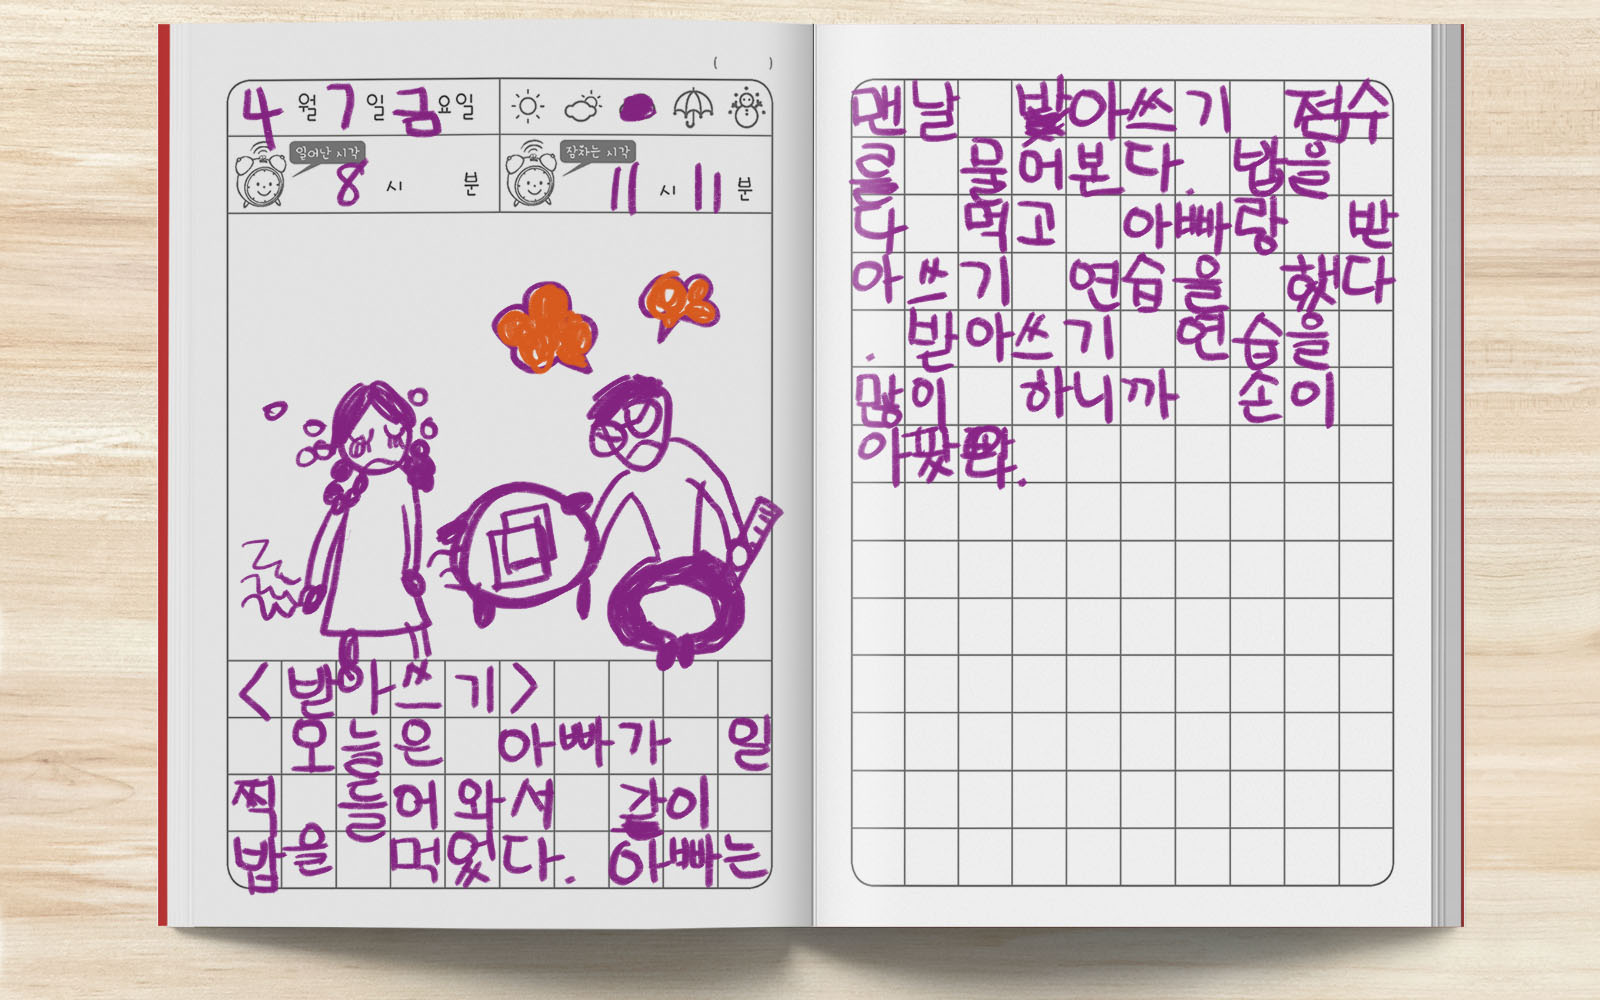 ( )
4 월 7 일 금 요일
일어난 시각
8 시 분
잠자는 시각
11 시 11 분
<받아쓰기>
오늘은 아빠가 일
찍 들어와서 같이
밥을 먹었다. 아빠는
맨날 받아쓰기 점수
를 물어본다. 밥을
다 먹고 아빠랑 받
아쓰기 연습을 했다
. 받아쓰기 연습을
많이 하니까 손이
아팠다.